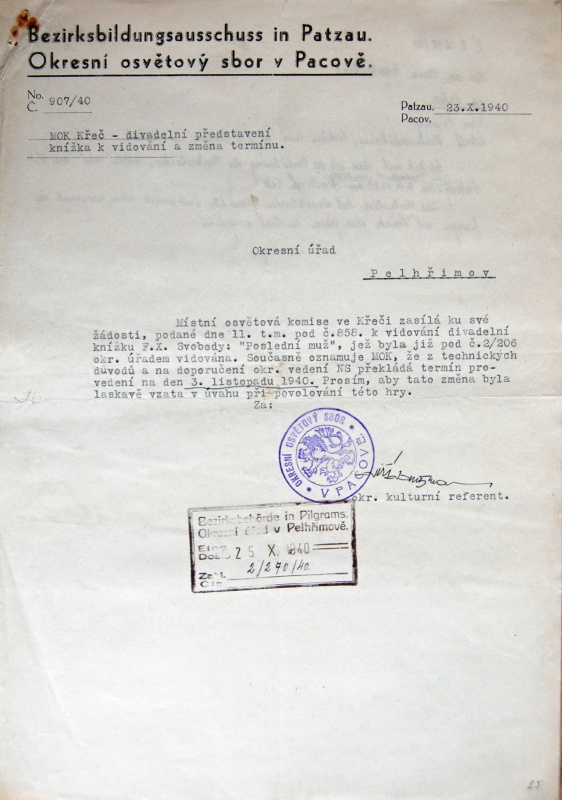 Bezirksbildungsausschuss in Patzau.
Okresní osvětový sbor v Pacově.
No.
Č. 907/40
Patzau, 23.X.1940
Pacov.
MOK Křeč - divadelní představení
knížka k vidování a změna termínu.
Okresní úřad
Pelhřimov
Místní osvětová komise ve Křeči zasílá ku své
žádosti, podané dne 11. t.m. pod č.858. k vidování divadelní
knížku F.X. Svobody: "Poslední muž", jež byla již pod č.2/206
okr. úřadem vidována. Současně oznamuje MOK, že z technických
důvodů a na doporučení okr. vedení NS překládá termín pro-
vedení na den 3. listopadu 1940. Prosím, aby tato změna byla
laskavě vzata v úvahu při povolování této hry.
Za:
OKRESNÍ OSVĚTOVÝ SBOR
V PACOVĚ
okr. kulturní referent.
Bezirksbehörde in Pilgrams.
Okresní úřad v Pelhřimově.
Eing.
Došlo 25 X. 1940
Zahl
Čís. 2/270/40.
25